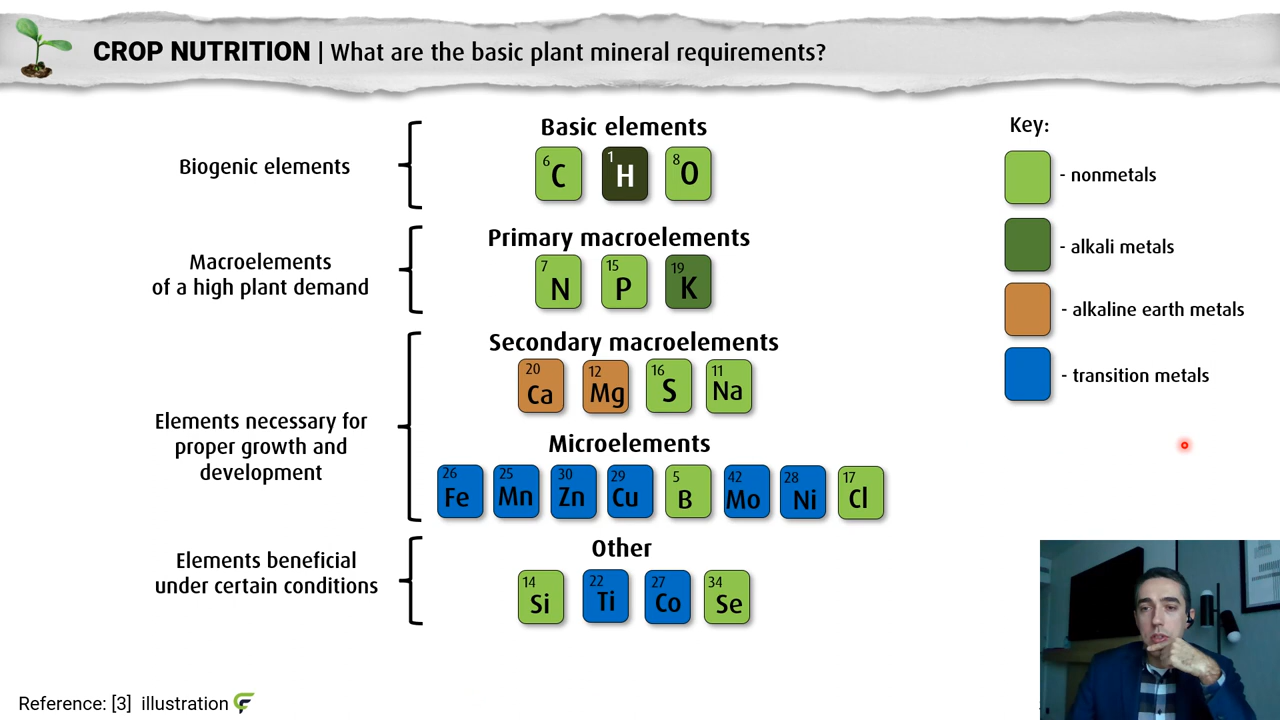 CROP NUTRITION | What are the basic plant mineral requirements?
Basic elements
Biogenic elements
6 C
1 H
8 O
Primary macroelements
Macroelements
of a high plant demand
7 N
15 P
19 K
Secondary macroelements
20 Ca
12 Mg
16 S
11 Na
Elements necessary for
proper growth and
development
Microelements
26 Fe
25 Mn
30 Zn
29 Cu
5 B
42 Mo
28 Ni
17 Cl
Other
Elements beneficial
under certain conditions
14 Si
22 Ti
27 Co
34 Se
Key:
- nonmetals
- alkali metals
- alkaline earth metals
- transition metals
Reference: [3] illustration